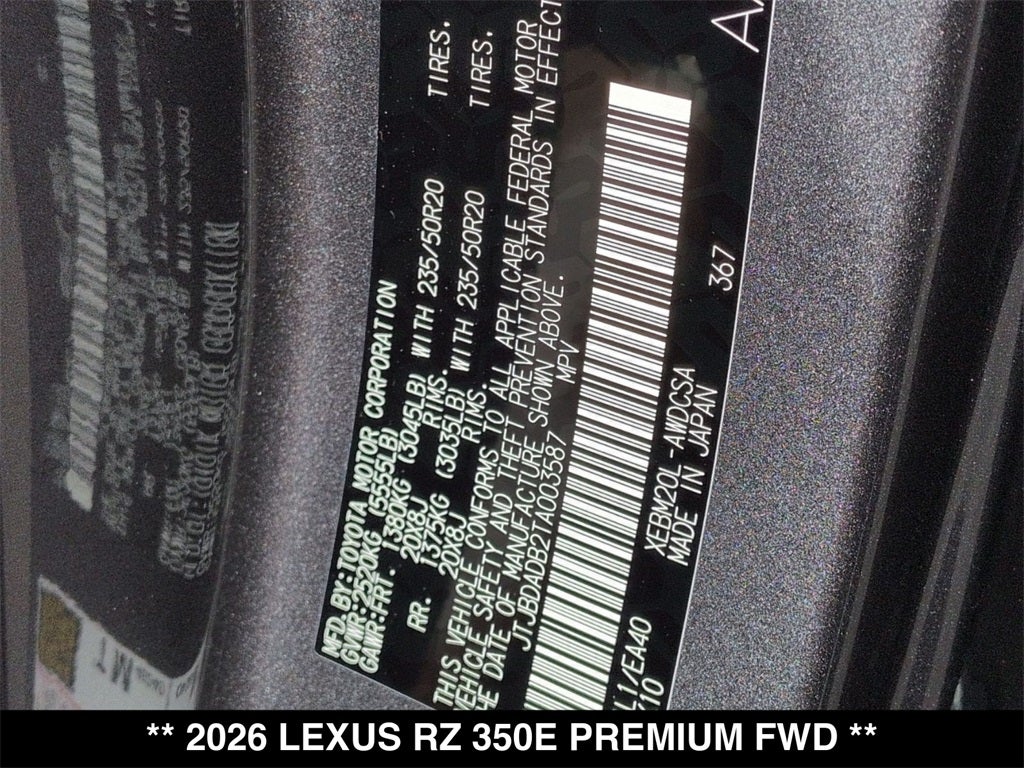 MFD. BY: TOYOTA MOTOR CORPORATION
GVWR: 2520KG (5555LB)
GAWR: FRT. 1380KG (3045LB) WITH 235/50R20 TIRES.
20X8J RIMS.
RR. 1375KG (3035LB) WITH 235/50R20 TIRES.
20X8J RIMS.
THIS VEHICLE CONFORMS TO ALL APPLICABLE FEDERAL MOTOR
VEHICLE SAFETY AND THEFT PREVENTION STANDARDS IN EFFECT
THE DATE OF MANUFACTURE SHOWN ABOVE.
JTJBDADB2TA003587 MPV
L1/EA40 XEBM20L-AWDCSA 367
10 MADE IN JAPAN
** 2026 LEXUS RZ 350E PREMIUM FWD **